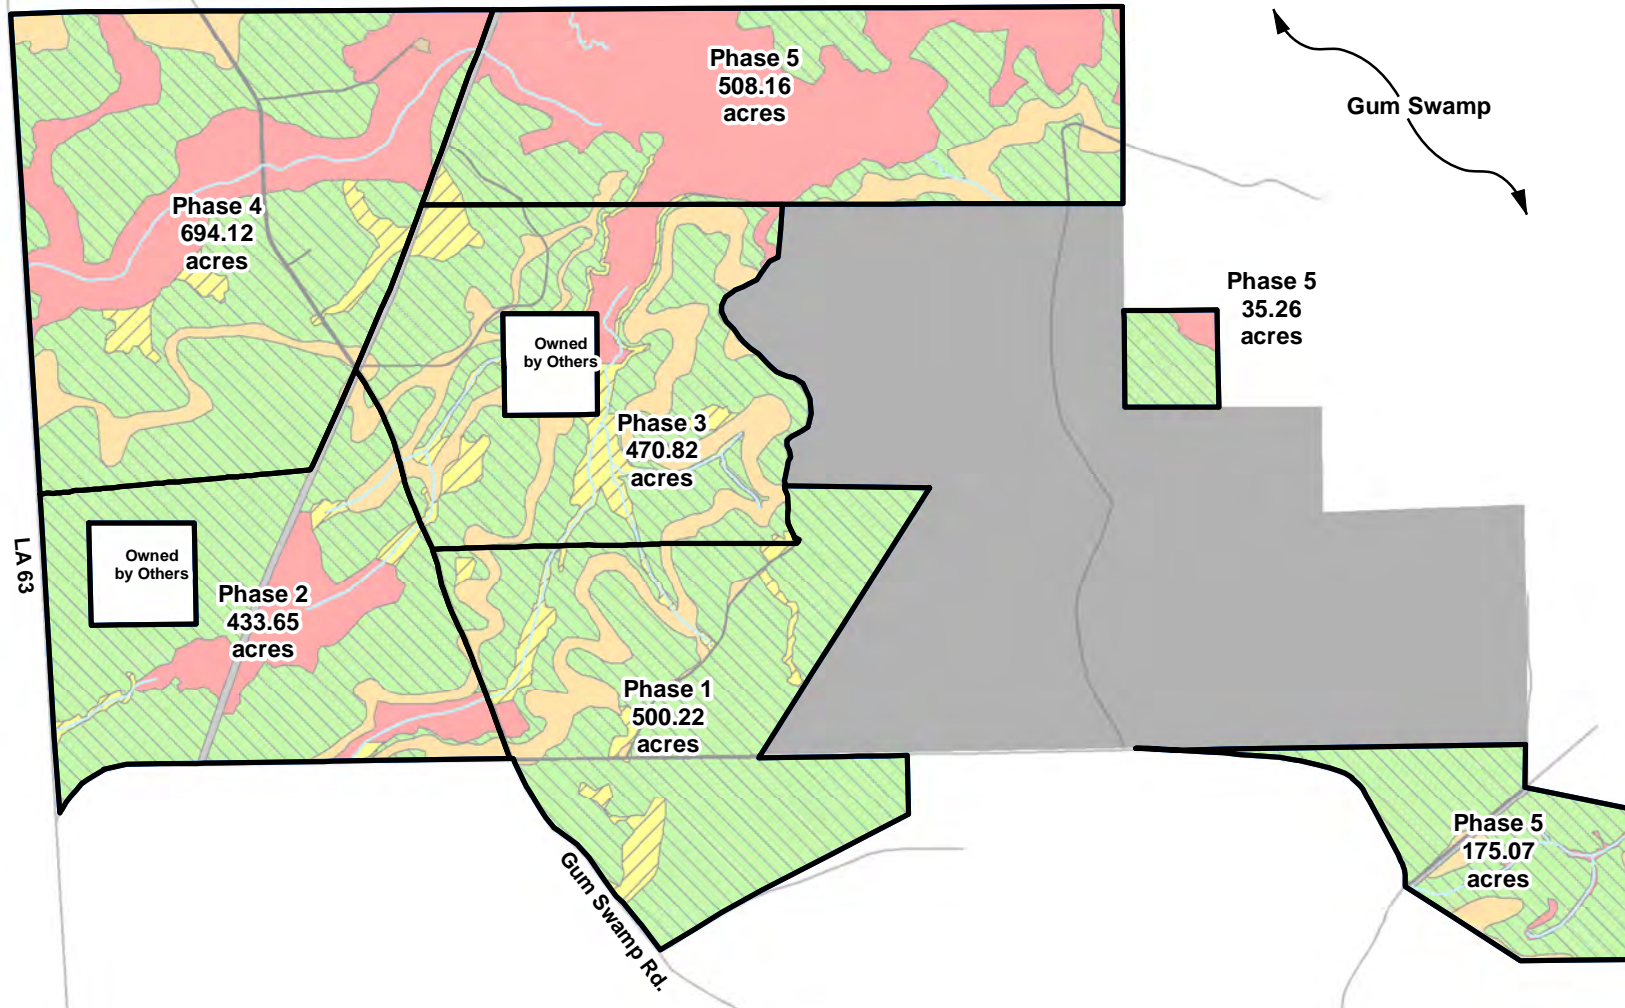 Phase 5
508.16
acres
Gum Swamp
Phase 4
694.12
acres
Phase 5
35.26
acres
Owned
by Others
Phase 3
470.82
acres
LA 63
Owned
by Others
Phase 2
433.65
acres
Phase 1
500.22
acres
Phase 5
175.07
acres
Gum Swamp Rd.